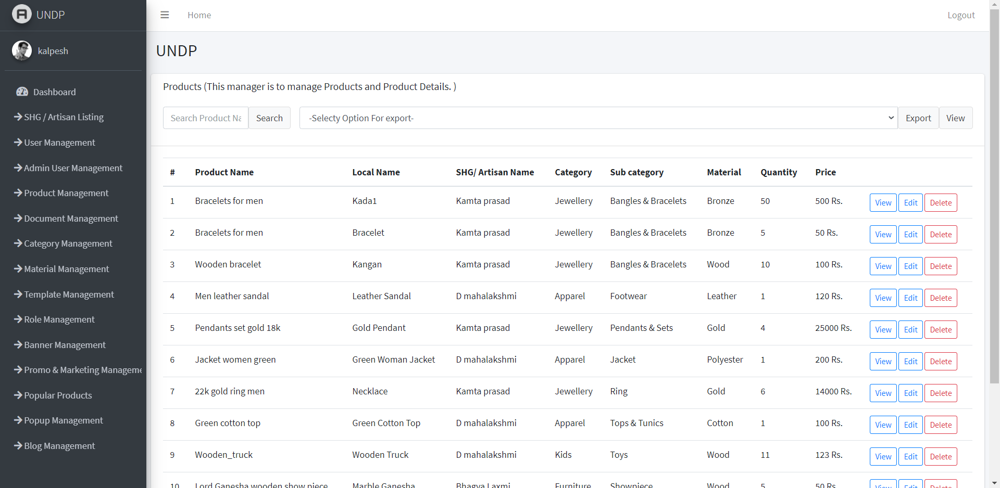 UNDP
Home
Logout
kalpesh
Dashboard
SHG / Artisan Listing
User Management
Admin User Management
Product Management
Document Management
Category Management
Material Management
Template Management
Role Management
Banner Management
Promo & Marketing Manageme
Popular Products
Popup Management
Blog Management
UNDP
Products (This manager is to manage Products and Product Details. )
Search Product Na Search -Selecty Option For export- Export View
# Product Name Local Name SHG/ Artisan Name Category Sub category Material Quantity Price
1 Bracelets for men Kada1 Kamta prasad Jewellery Bangles & Bracelets Bronze 50 500 Rs. View Edit Delete
2 Bracelets for men Bracelet Kamta prasad Jewellery Bangles & Bracelets Bronze 5 50 Rs. View Edit Delete
3 Wooden bracelet Kangan Kamta prasad Jewellery Bangles & Bracelets Wood 10 100 Rs. View Edit Delete
4 Men leather sandal Leather Sandal D mahalakshmi Apparel Footwear Leather 1 120 Rs. View Edit Delete
5 Pendants set gold 18k Gold Pendant Kamta prasad Jewellery Pendants & Sets Gold 4 25000 Rs. View Edit Delete
6 Jacket women green Green Woman Jacket D mahalakshmi Apparel Jacket Polyester 1 200 Rs. View Edit Delete
7 22k gold ring men Necklace Kamta prasad Jewellery Ring Gold 6 14000 Rs. View Edit Delete
8 Green cotton top Green Cotton Top D mahalakshmi Apparel Tops & Tunics Cotton 1 100 Rs. View Edit Delete
9 Wooden_truck Wooden Truck D mahalakshmi Kids Toys Wood 11 123 Rs. View Edit Delete
10 Lord Ganesha wooden show piece Marble Ganesha Bhagya Laxmi Furniture Showpiece Wood 5 50 Rs. View Edit Delete